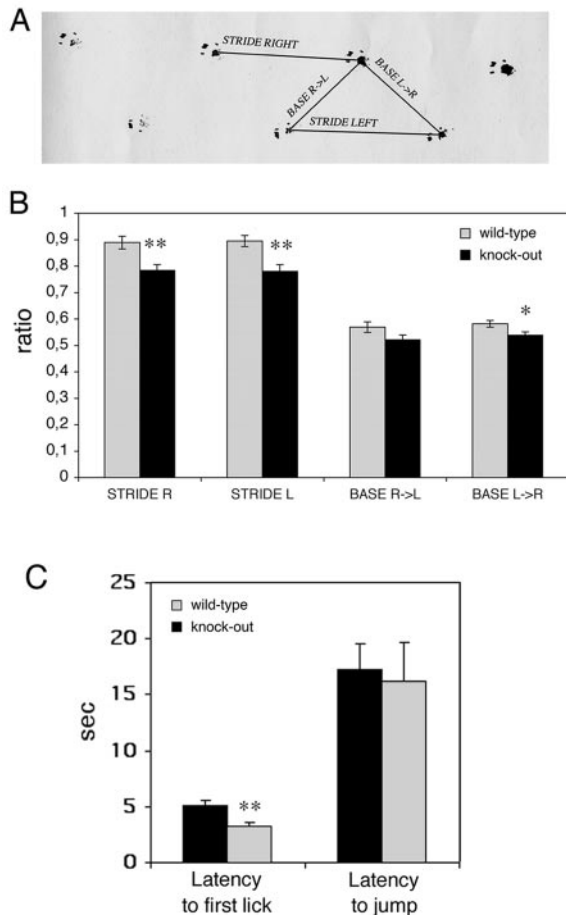 A
STRIDE RIGHT
BASE R->L
BASE L->R
STRIDE LEFT
B
1
0,9
0,8
0,7
0,6
0,5
0,4
0,3
0,2
0,1
0
ratio
** ** *
wild-type
knock-out
STRIDE R STRIDE L BASE R->L BASE L->R
C
25
20
15
10
5
0
sec
wild-type
knock-out
**
Latency Latency
to first lick to jump